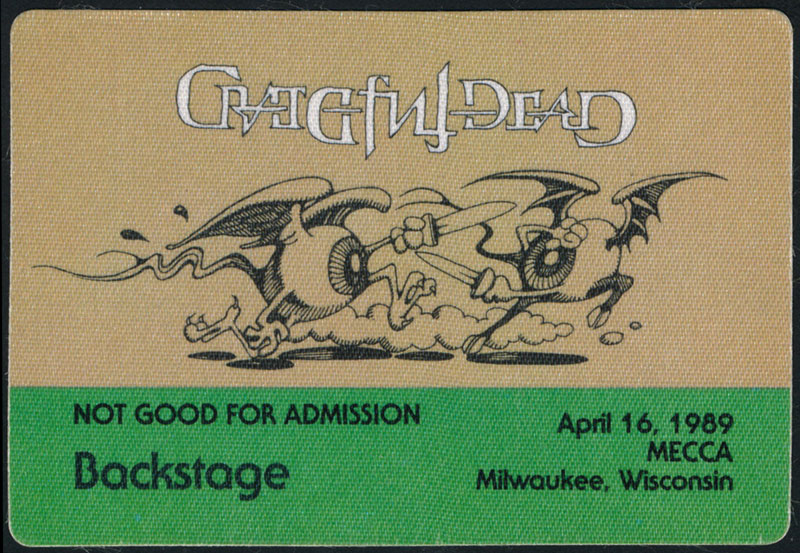 Grateful Dead
NOT GOOD FOR ADMISSION
Backstage
April 16, 1989
MECCA
Milwaukee, Wisconsin